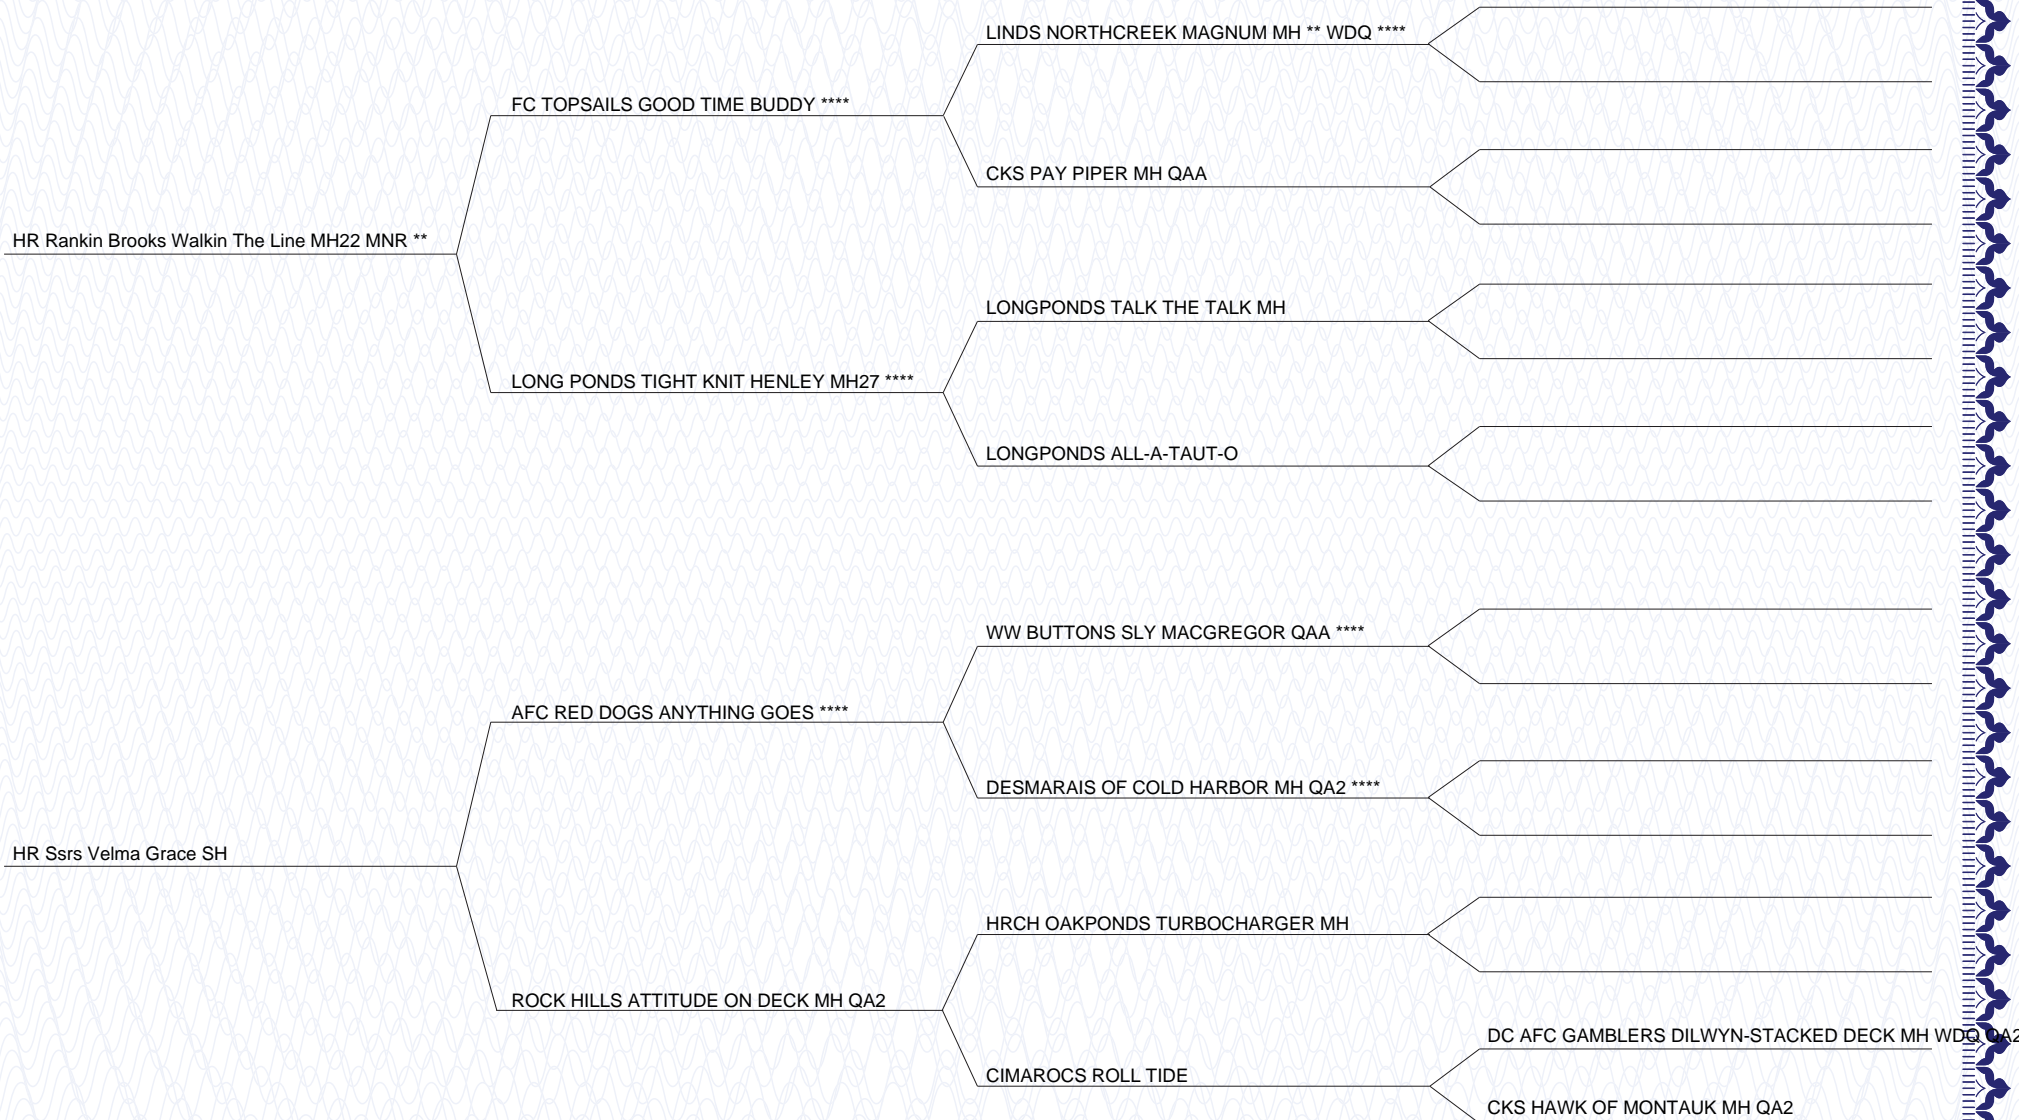 LINDS NORTHCREEK MAGNUM MH ** WDQ ****
FC TOPSAILS GOOD TIME BUDDY ****
CKS PAY PIPER MH QAA
HR Rankin Brooks Walkin The Line MH22 MNR **
LONGPONDS TALK THE TALK MH
LONG PONDS TIGHT KNIT HENLEY MH27 ****
LONGPONDS ALL-A-TAUT-O
WW BUTTONS SLY MACGREGOR QAA ****
AFC RED DOGS ANYTHING GOES ****
DESMARAIS OF COLD HARBOR MH QA2 ****
HR Ssrs Velma Grace SH
HRCH OAKPONDS TURBOCHARGER MH
ROCK HILLS ATTITUDE ON DECK MH QA2
DC AFC GAMBLERS DILWYN-STACKED DECK MH WDQ QA2
CIMAROCS ROLL TIDE
CKS HAWK OF MONTAUK MH QA2